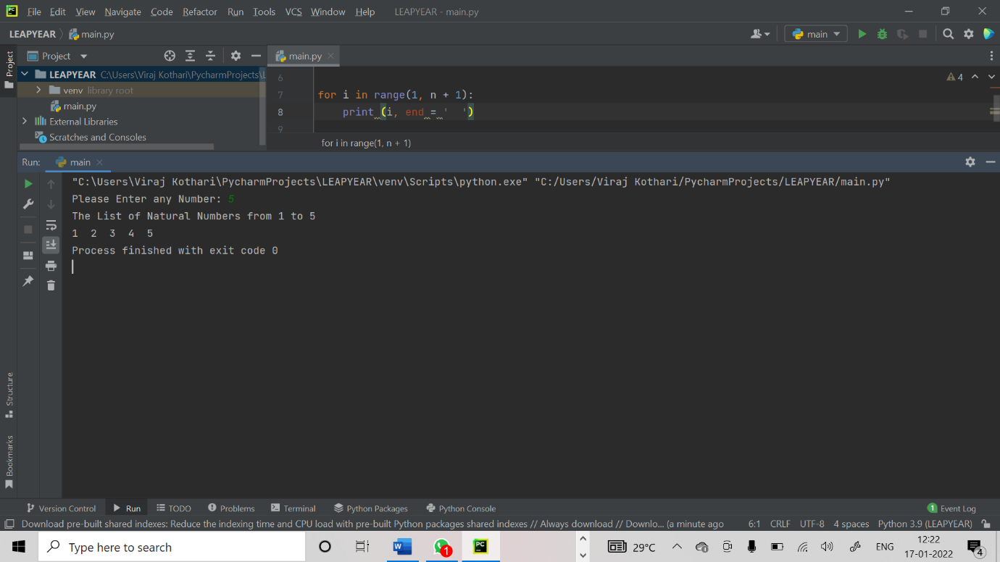 PC File Edit View Navigate Code Refactor Run Tools VCS Window Help LEAPYEAR - main.py
LEAPYEAR main.py main
Project Project main.py
LEAPYEAR C:\Users\Viraj Kothari\PycharmProjects\L
venv library root
main.py
External Libraries
Scratches and Consoles
6
7 for i in range(1, n + 1):
8 print (i, end = '  ')
9
4
for i in range(1, n + 1)
Run: main
"C:\Users\Viraj Kothari\PycharmProjects\LEAPYEAR\venv\Scripts\python.exe" "C:/Users/Viraj Kothari/PycharmProjects/LEAPYEAR/main.py"
Please Enter any Number: 5
The List of Natural Numbers from 1 to 5
1  2  3  4  5
Process finished with exit code 0
Structure
Bookmarks
Version Control Run TODO Problems Terminal Python Packages Python Console 1 Event Log
Download pre-built shared indexes: Reduce the indexing time and CPU load with pre-built Python packages shared indexes // Always download // Downlo... (a minute ago 6:1 CRLF UTF-8 4 spaces Python 3.9 (LEAPYEAR)
Type here to search W 1 PC 29°C ENG 12:22
17-01-2022 4